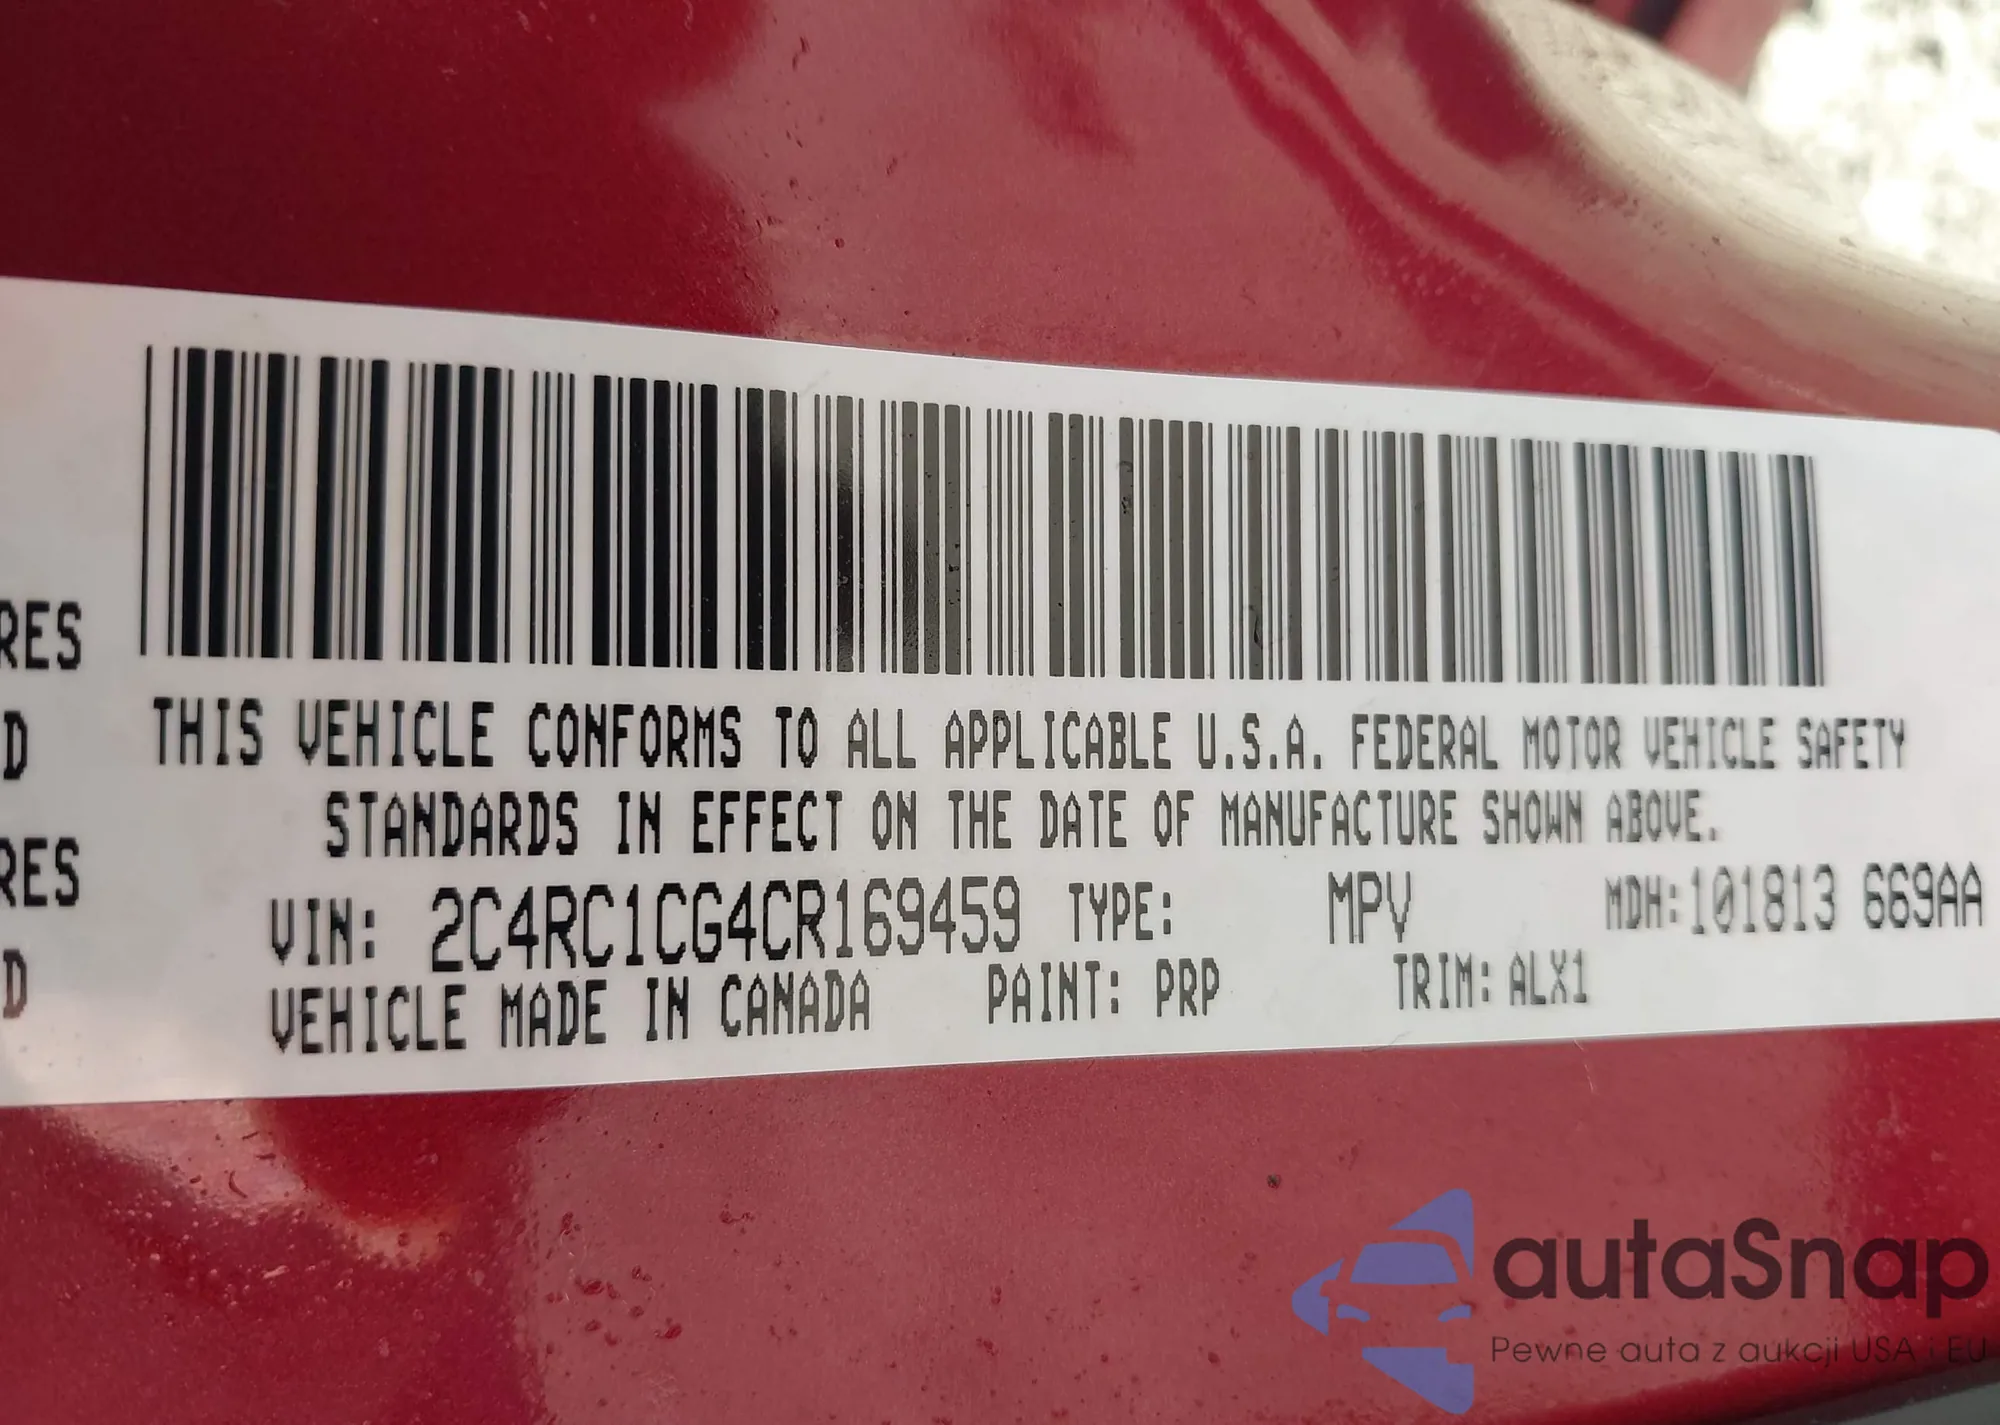 RES
D
RES
D
THIS VEHICLE CONFORMS TO ALL APPLICABLE U.S.A. FEDERAL MOTOR VEHICLE SAFETY
STANDARDS IN EFFECT ON THE DATE OF MANUFACTURE SHOWN ABOVE.
VIN: 2C4RC1CG4CR169459 TYPE: MPV MDH:101813 669AA
VEHICLE MADE IN CANADA PAINT: PRP TRIM: ALX1
autaSnap
Pewne auta z aukcji USA i EU